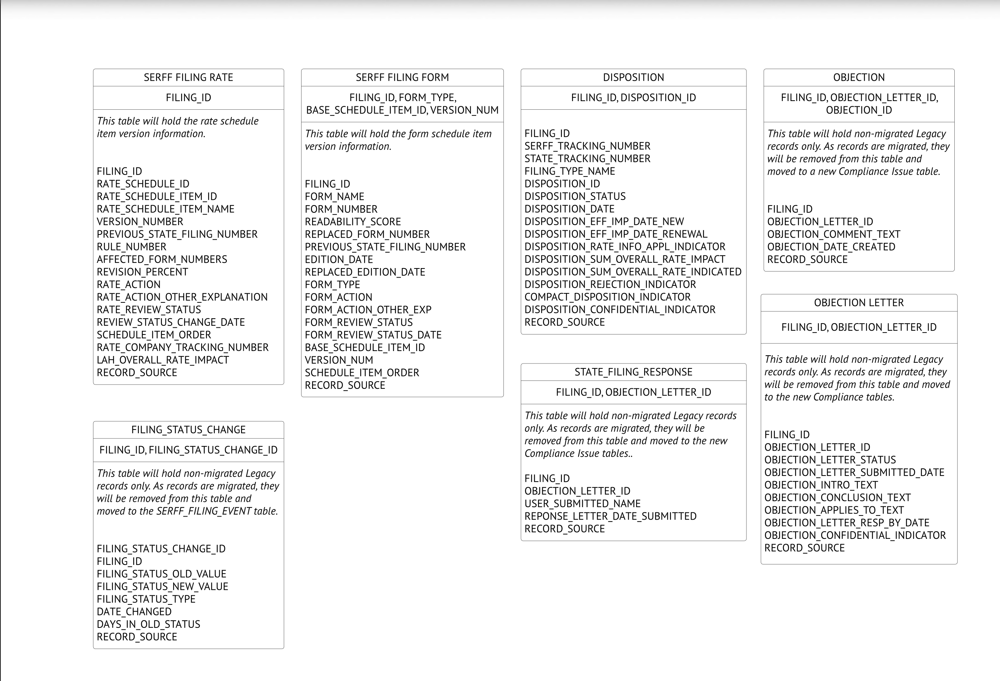 SERFF FILING RATE
FILING_ID
This table will hold the rate schedule
item version information.
FILING_ID
RATE_SCHEDULE_ID
RATE_SCHEDULE_ITEM_ID
RATE_SCHEDULE_ITEM_NAME
VERSION_NUMBER
PREVIOUS_STATE_FILING_NUMBER
RULE_NUMBER
AFFECTED_FORM_NUMBERS
REVISION_PERCENT
RATE_ACTION
RATE_ACTION_OTHER_EXPLANATION
RATE_REVIEW_STATUS
REVIEW_STATUS_CHANGE_DATE
SCHEDULE_ITEM_ORDER
RATE_COMPANY_TRACKING_NUMBER
LAH_OVERALL_RATE_IMPACT
RECORD_SOURCE
FILING_STATUS_CHANGE
FILING_ID, FILING_STATUS_CHANGE_ID
This table will hold non-migrated Legacy
records only. As records are migrated, they
will be removed from this table and
moved to the SERFF_FILING_EVENT table.
FILING_STATUS_CHANGE_ID
FILING_ID
FILING_STATUS_OLD_VALUE
FILING_STATUS_NEW_VALUE
FILING_STATUS_TYPE
DATE_CHANGED
DAYS_IN_OLD_STATUS
RECORD_SOURCE
SERFF FILING FORM
FILING_ID, FORM_TYPE,
BASE_SCHEDULE_ITEM_ID, VERSION_NUM
This table will hold the form schedule item
version information.
FILING_ID
FORM_NAME
FORM_NUMBER
READABILITY_SCORE
REPLACED_FORM_NUMBER
PREVIOUS_STATE_FILING_NUMBER
EDITION_DATE
REPLACED_EDITION_DATE
FORM_TYPE
FORM_ACTION
FORM_ACTION_OTHER_EXP
FORM_REVIEW_STATUS
FORM_REVIEW_STATUS_DATE
BASE_SCHEDULE_ITEM_ID
VERSION_NUM
SCHEDULE_ITEM_ORDER
RECORD_SOURCE
DISPOSITION
FILING_ID, DISPOSITION_ID
FILING_ID
SERFF_TRACKING_NUMBER
STATE_TRACKING_NUMBER
FILING_TYPE_NAME
DISPOSITION_ID
DISPOSITION_STATUS
DISPOSITION_DATE
DISPOSITION_EFF_IMP_DATE_NEW
DISPOSITION_EFF_IMP_DATE_RENEWAL
DISPOSITION_RATE_INFO_APPL_INDICATOR
DISPOSITION_SUM_OVERALL_RATE_IMPACT
DISPOSITION_SUM_OVERALL_RATE_INDICATED
DISPOSITION_REJECTION_INDICATOR
COMPACT_DISPOSITION_INDICATOR
DISPOSITION_CONFIDENTIAL_INDICATOR
RECORD_SOURCE
STATE_FILING_RESPONSE
FILING_ID, OBJECTION_LETTER_ID
This table will hold non-migrated Legacy records
only. As records are migrated, they will be
removed from this table and moved to the new
Compliance Issue tables..
FILING_ID
OBJECTION_LETTER_ID
USER_SUBMITTED_NAME
REPONSE_LETTER_DATE_SUBMITTED
RECORD_SOURCE
OBJECTION
FILING_ID, OBJECTION_LETTER_ID,
OBJECTION_ID
This table will hold non-migrated Legacy
records only. As records are migrated, they
will be removed from this table and
moved to a new Compliance Issue table.
FILING_ID
OBJECTION_LETTER_ID
OBJECTION_COMMENT_TEXT
OBJECTION_DATE_CREATED
RECORD_SOURCE
OBJECTION LETTER
FILING_ID, OBJECTION_LETTER_ID
This table will hold non-migrated Legacy
records only. As records are migrated, they
will be removed from this table and moved
to the new Compliance tables.
FILING_ID
OBJECTION_LETTER_ID
OBJECTION_LETTER_STATUS
OBJECTION_LETTER_SUBMITTED_DATE
OBJECTION_INTRO_TEXT
OBJECTION_CONCLUSION_TEXT
OBJECTION_APPLIES_TO_TEXT
OBJECTION_LETTER_RESP_BY_DATE
OBJECTION_CONFIDENTIAL_INDICATOR
RECORD_SOURCE